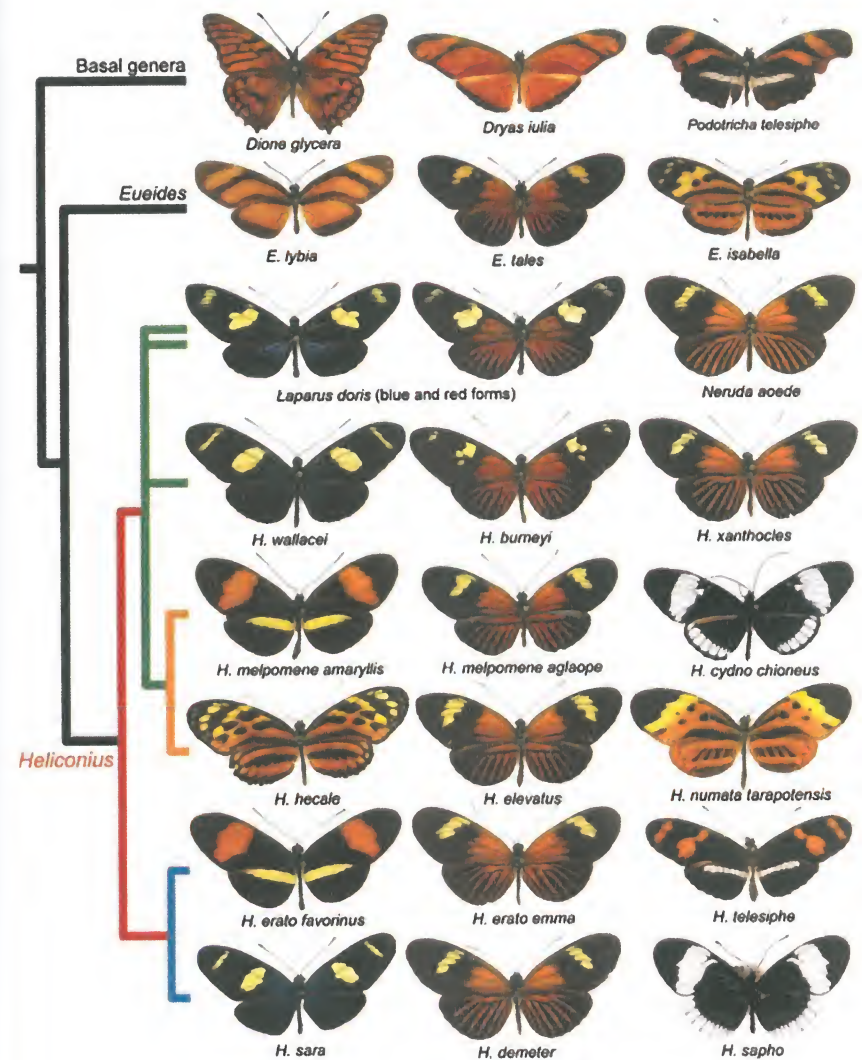 Basal genera
Dione glycera
Dryas iulia
Podotricha telesiphe
Eueides
E. lybia
E. tales
E. isabella
Laparus doris (blue and red forms)
Neruda aoede
H. wallacei
H. burneyi
H. xanthocles
H. melpomene amaryllis
H. melpomene aglaope
H. cydno chioneus
Heliconius
H. hecale
H. elevatus
H. numata tarapotensis
H. erato favorinus
H. erato emma
H. telesiphe
H. sara
H. demeter
H. sapho